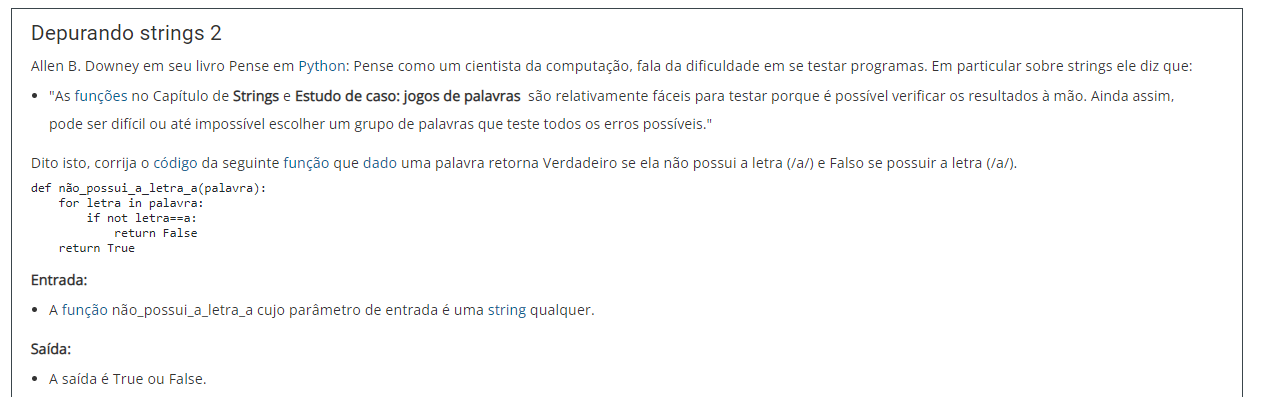 Depurando strings 2
Allen B. Downey em seu livro Pense em Python: Pense como um cientista da computação, fala da dificuldade em se testar programas. Em particular sobre strings ele diz que:
• "As funções no Capítulo de Strings e Estudo de caso: jogos de palavras são relativamente fáceis para testar porque é possível verificar os resultados à mão. Ainda assim,
pode ser difícil ou até impossível escolher um grupo de palavras que teste todos os erros possíveis."
Dito isto, corrija o código da seguinte função que dado uma palavra retorna Verdadeiro se ela não possui a letra (/a/) e Falso se possuir a letra (/a/).
def não_possui_a_letra_a(palavra):
    for letra in palavra:
        if not letra==a:
            return False
    return True
Entrada:
• A função não_possui_a_letra_a cujo parâmetro de entrada é uma string qualquer.
Saída:
• A saída é True ou False.